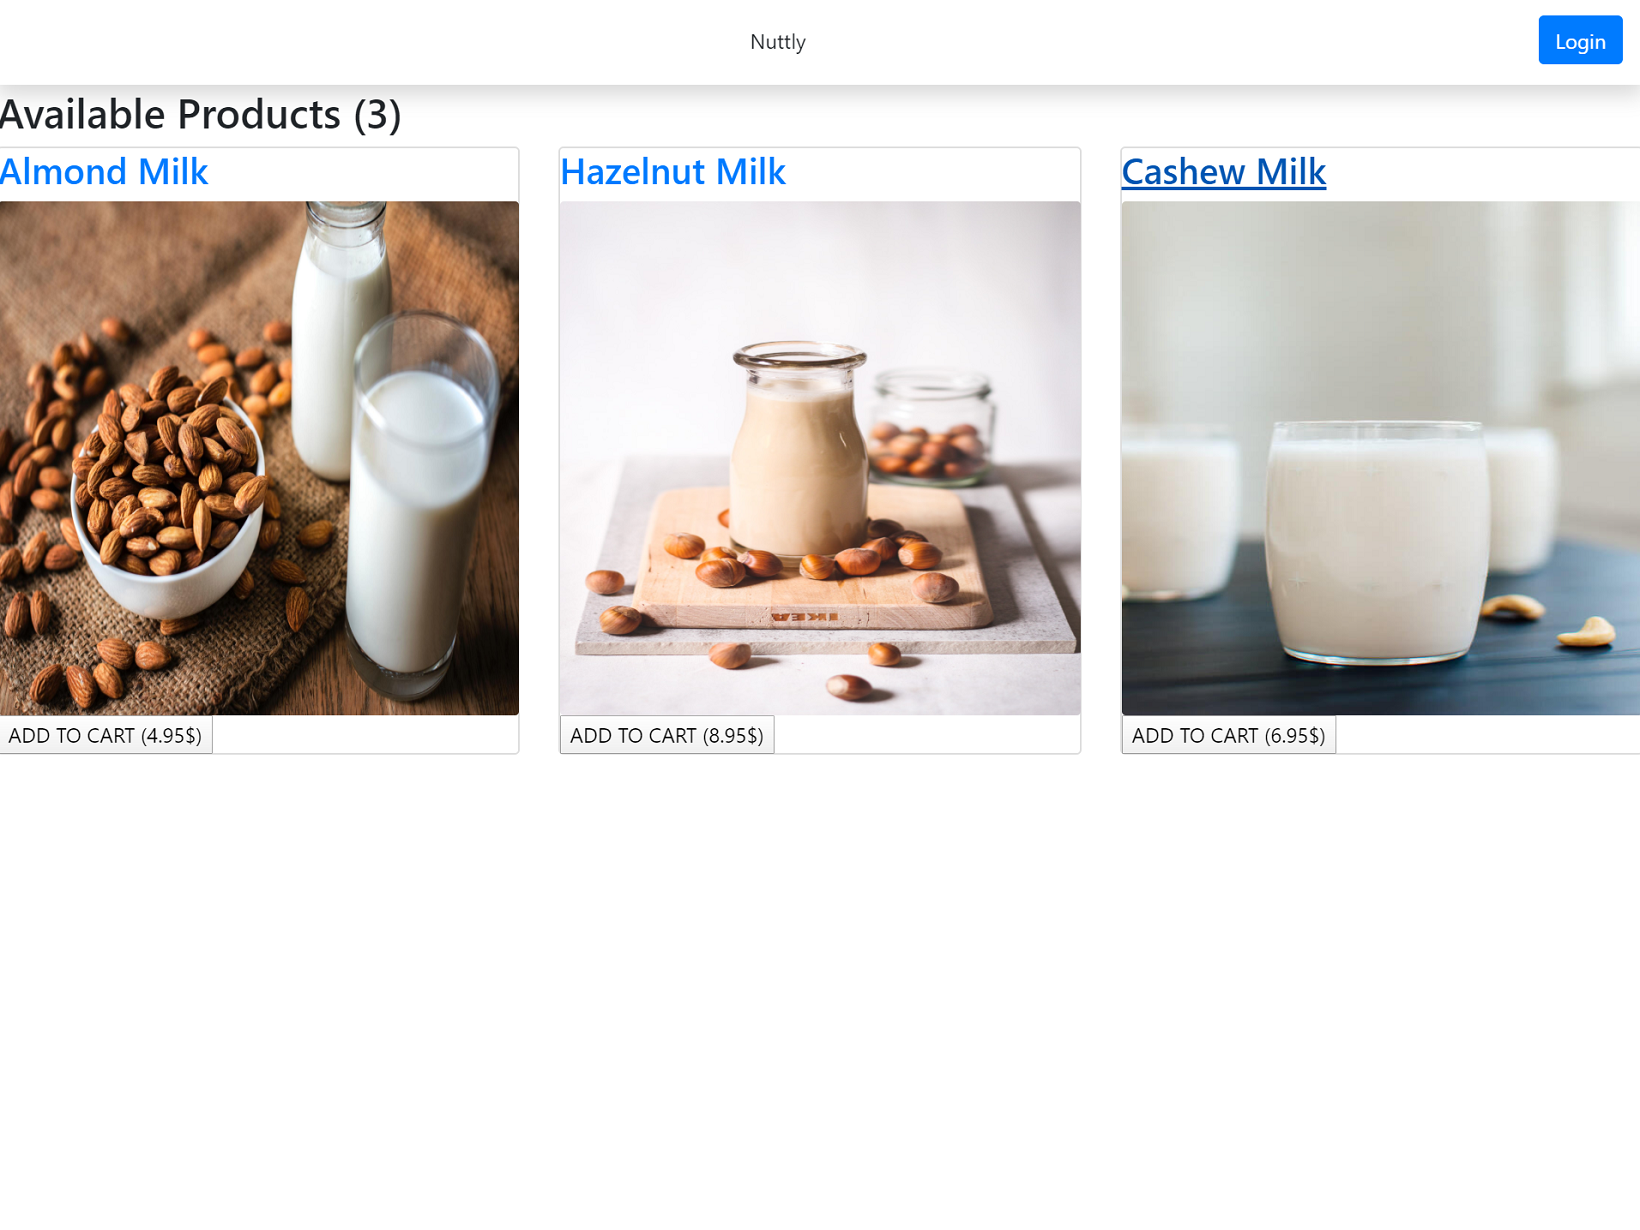 Nuttly
Login
Available Products (3)
Almond Milk
Hazelnut Milk
Cashew Milk
IKEA
ADD TO CART (4.95$)
ADD TO CART (8.95$)
ADD TO CART (6.95$)